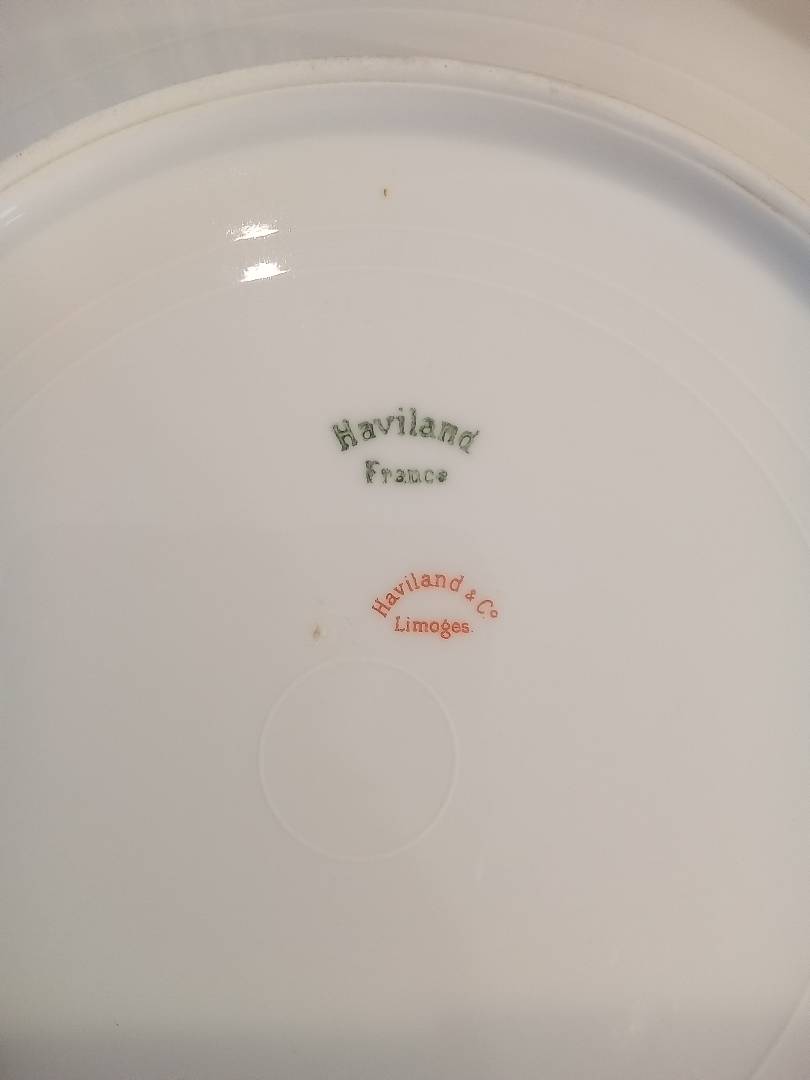 Haviland
France
Haviland & Co
Limoges.